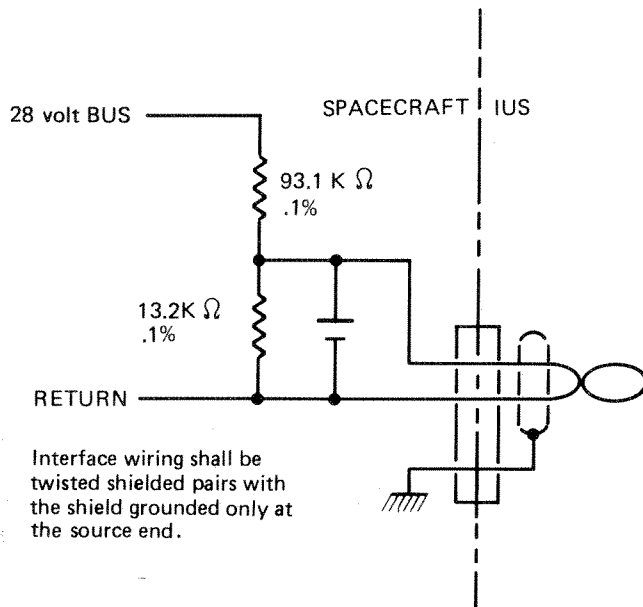 28 volt BUS
SPACECRAFT
IUS
93.1 K Ω
.1%
13.2K Ω
.1%
RETURN
Interface wiring shall be
twisted shielded pairs with
the shield grounded only at
the source end.